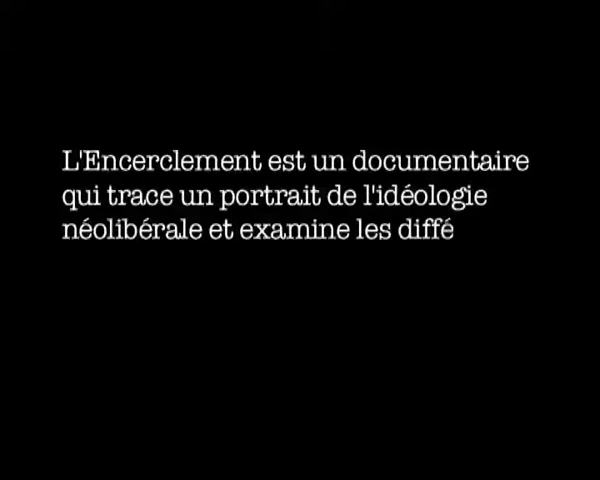 L'Encerclement est un documentaire
qui trace un portrait de l'idéologie
néolibérale et examine les diffé